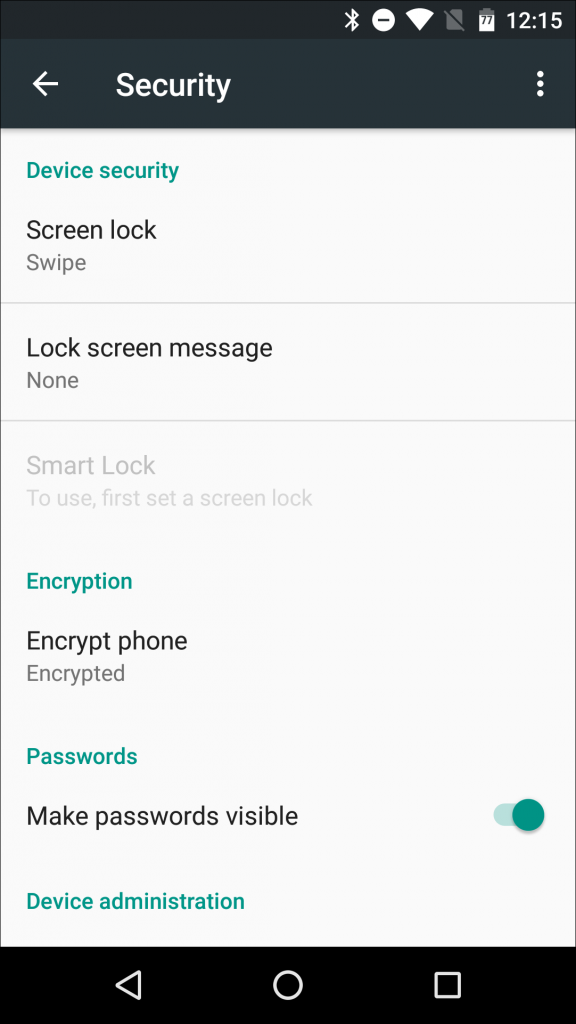 77 12:15
Security
Device security
Screen lock
Swipe
Lock screen message
None
Smart Lock
To use, first set a screen lock
Encryption
Encrypt phone
Encrypted
Passwords
Make passwords visible
Device administration